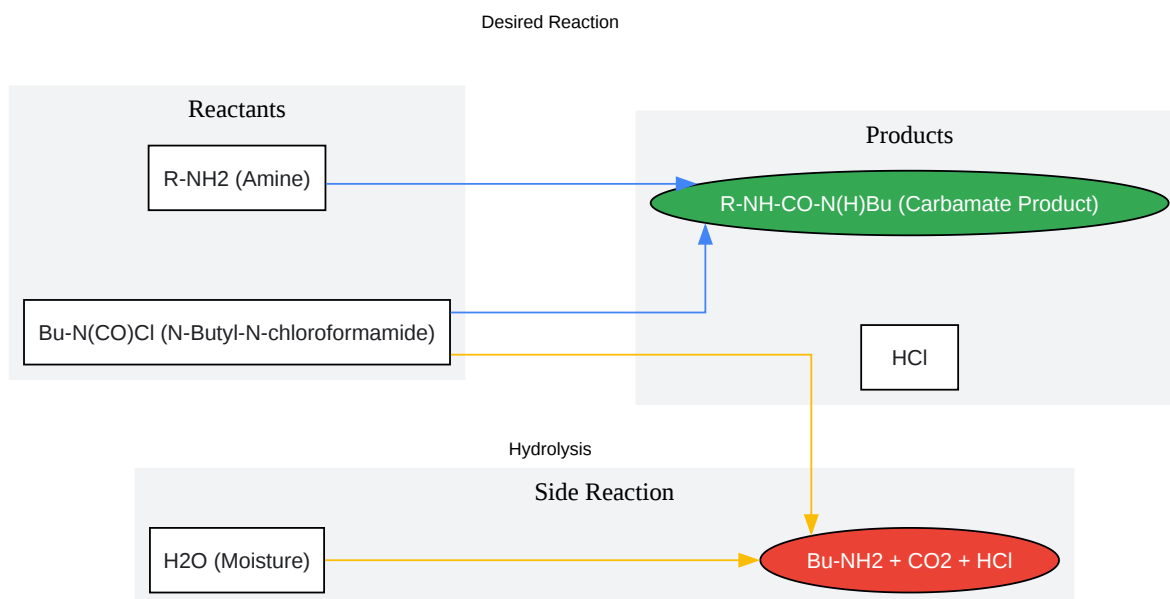 Desired Reaction
Reactants
Products
R-NH2 (Amine)
R-NH-CO-N(H)Bu (Carbamate Product)
Bu-N(CO)Cl (N-Butyl-N-chloroformamide)
HCl
Hydrolysis
Side Reaction
H2O (Moisture)
Bu-NH2 + CO2 + HCl